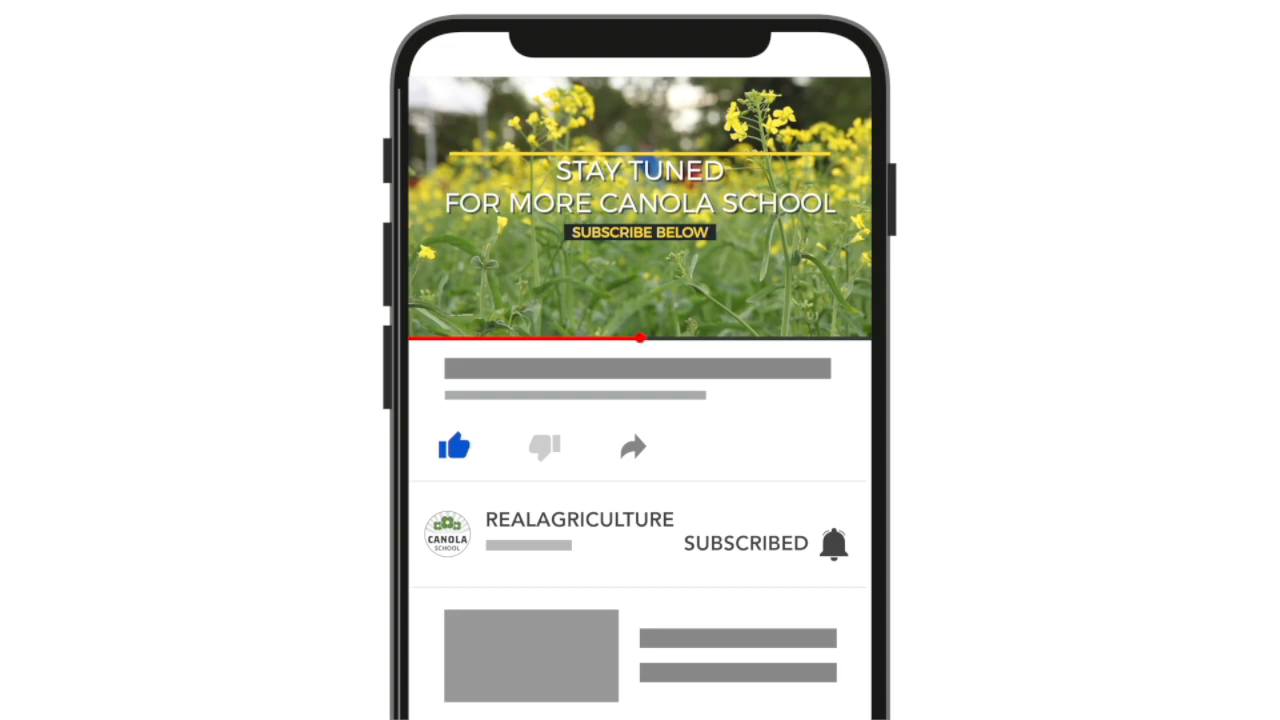 STAY TUNED
FOR MORE CANOLA SCHOOL
SUBSCRIBE BELOW
REALAGRICULTURE
CANOLA
SCHOOL
SUBSCRIBED